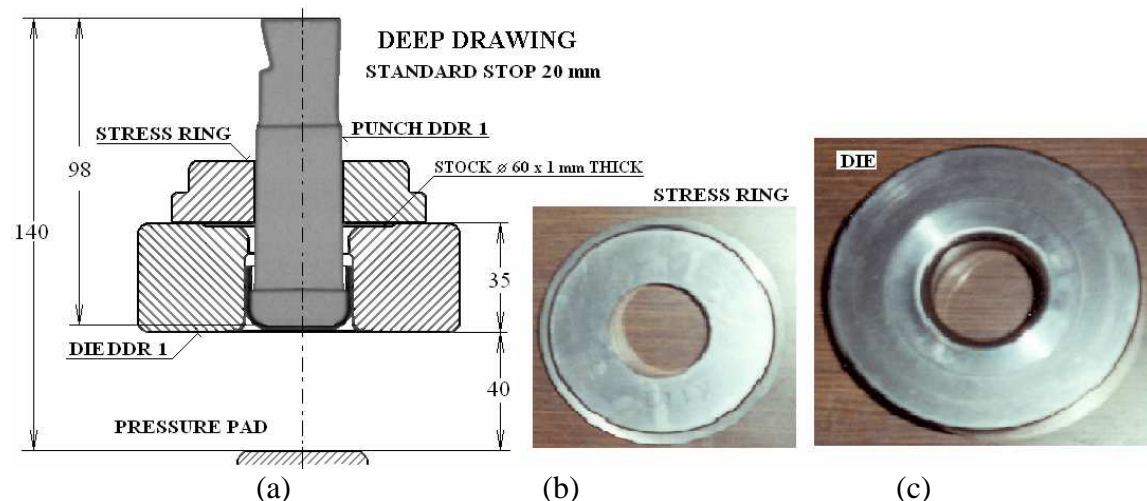 DEEP DRAWING
STANDARD STOP 20 mm
STRESS RING
PUNCH DDR 1
STOCK ø 60 x 1 mm THICK
98
140
35
40
DIE DDR 1
PRESSURE PAD
STRESS RING
DIE
(a) (b) (c)